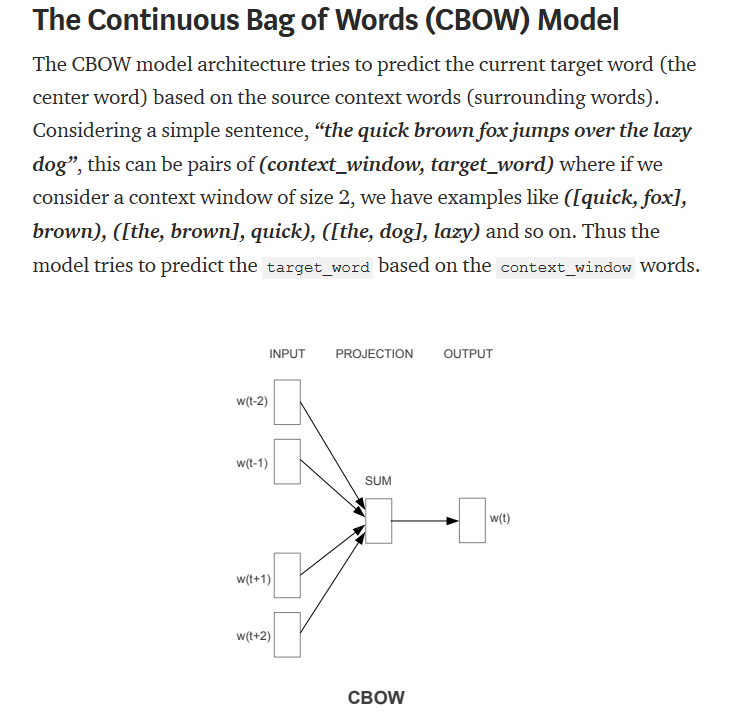 The Continuous Bag of Words (CBOW) Model
The CBOW model architecture tries to predict the current target word (the
center word) based on the source context words (surrounding words).
Considering a simple sentence, “the quick brown fox jumps over the lazy
dog”, this can be pairs of (context_window, target_word) where if we
consider a context window of size 2, we have examples like ([quick, fox],
brown), ([the, brown], quick), ([the, dog], lazy) and so on. Thus the
model tries to predict the target_word based on the context_window words.
INPUT PROJECTION OUTPUT
w(t-2)
w(t-1)
SUM
w(t)
w(t+1)
w(t+2)
CBOW